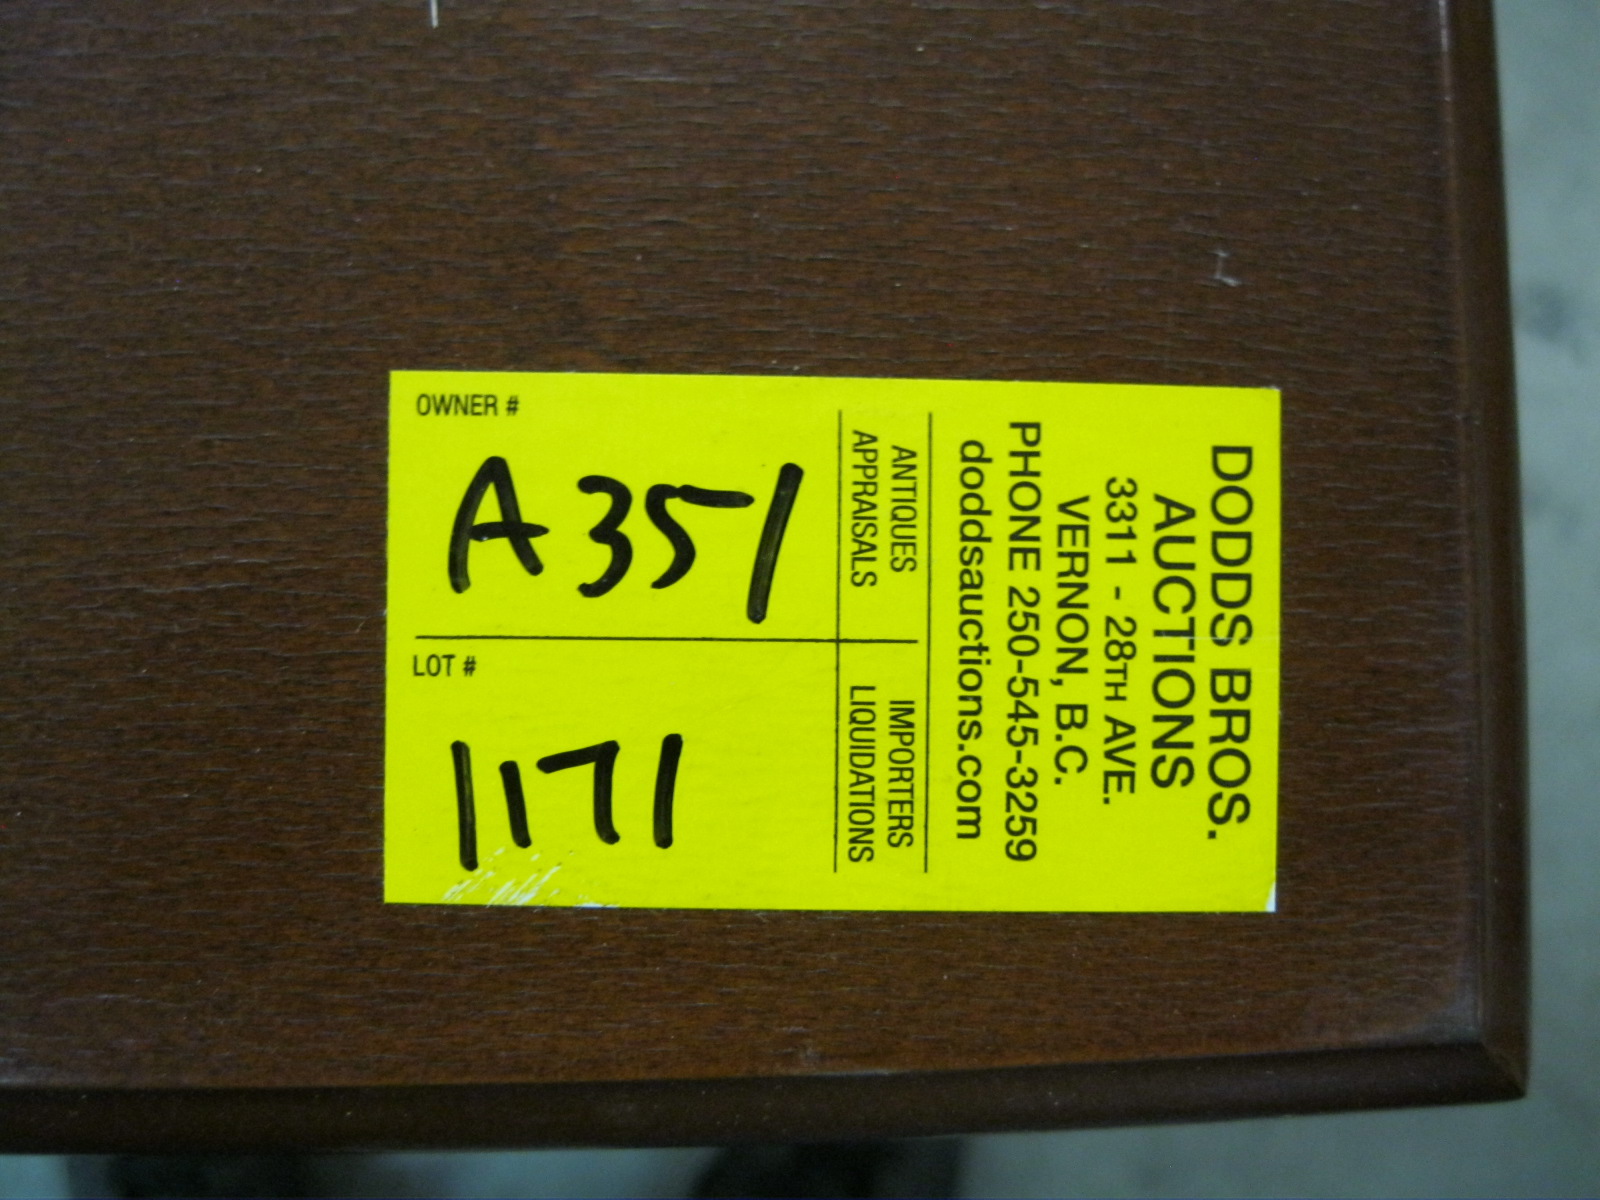 DODDS BROS.
AUCTIONS
3311 - 28TH AVE.
VERNON, B.C.
PHONE 250-545-3259
doddsauctions.com
ANTIQUES
APPRAISALS
IMPORTERS
LIQUIDATIONS
OWNER #
A351
LOT #
1171